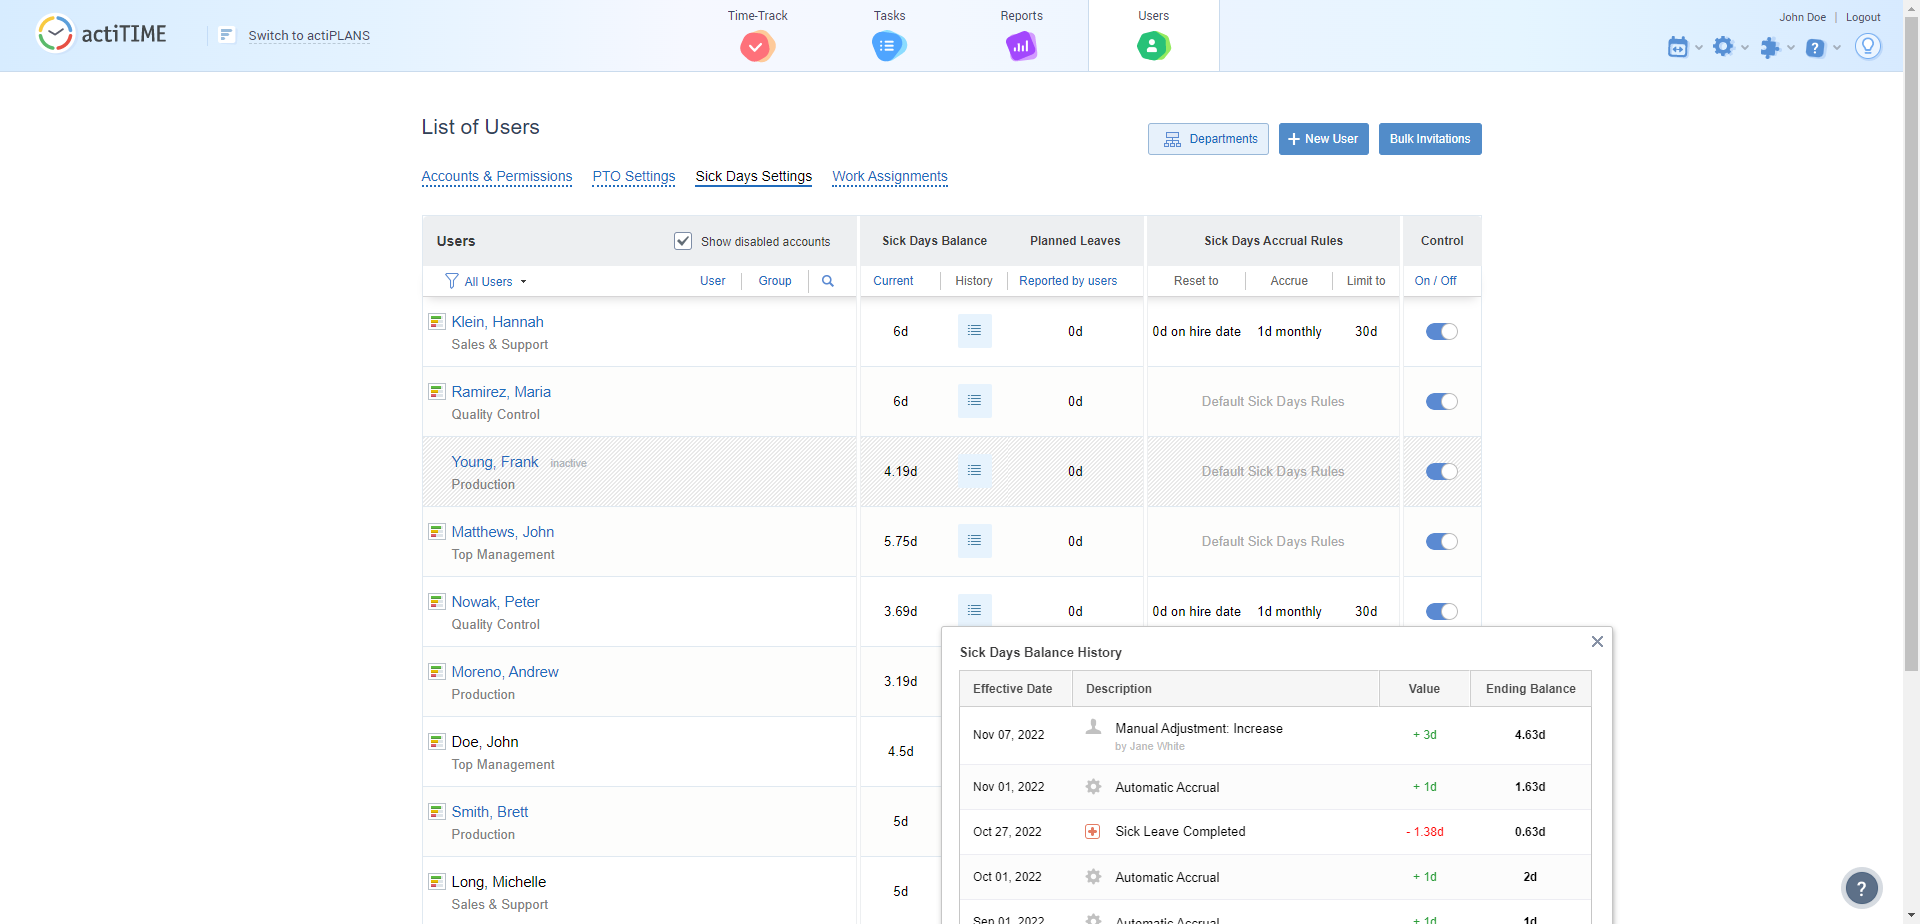 actiTIME
Switch to actiPLANS
Time-Track
Tasks
Reports
Users
John Doe | Logout
List of Users
Departments
+ New User
Bulk Invitations
Accounts & Permissions
PTO Settings
Sick Days Settings
Work Assignments
Users
Show disabled accounts
Sick Days Balance
Planned Leaves
Sick Days Accrual Rules
Control
All Users
User
Group
Current
History
Reported by users
Reset to
Accrue
Limit to
On / Off
Klein, Hannah
Sales & Support
6d
0d
0d on hire date
1d monthly
30d
Ramirez, Maria
Quality Control
6d
0d
Default Sick Days Rules
Young, Frank inactive
Production
4.19d
0d
Default Sick Days Rules
Matthews, John
Top Management
5.75d
0d
Default Sick Days Rules
Nowak, Peter
Quality Control
3.69d
0d
0d on hire date
1d monthly
30d
Moreno, Andrew
Production
3.19d
Doe, John
Top Management
4.5d
Smith, Brett
Production
5d
Long, Michelle
Sales & Support
5d
Sick Days Balance History
Effective Date
Description
Value
Ending Balance
Nov 07, 2022
Manual Adjustment: Increase
by Jane White
+ 3d
4.63d
Nov 01, 2022
Automatic Accrual
+ 1d
1.63d
Oct 27, 2022
Sick Leave Completed
- 1.38d
0.63d
Oct 01, 2022
Automatic Accrual
+ 1d
2d
Sep 01, 2022
Automatic Accrual
+ 1d
1d
?